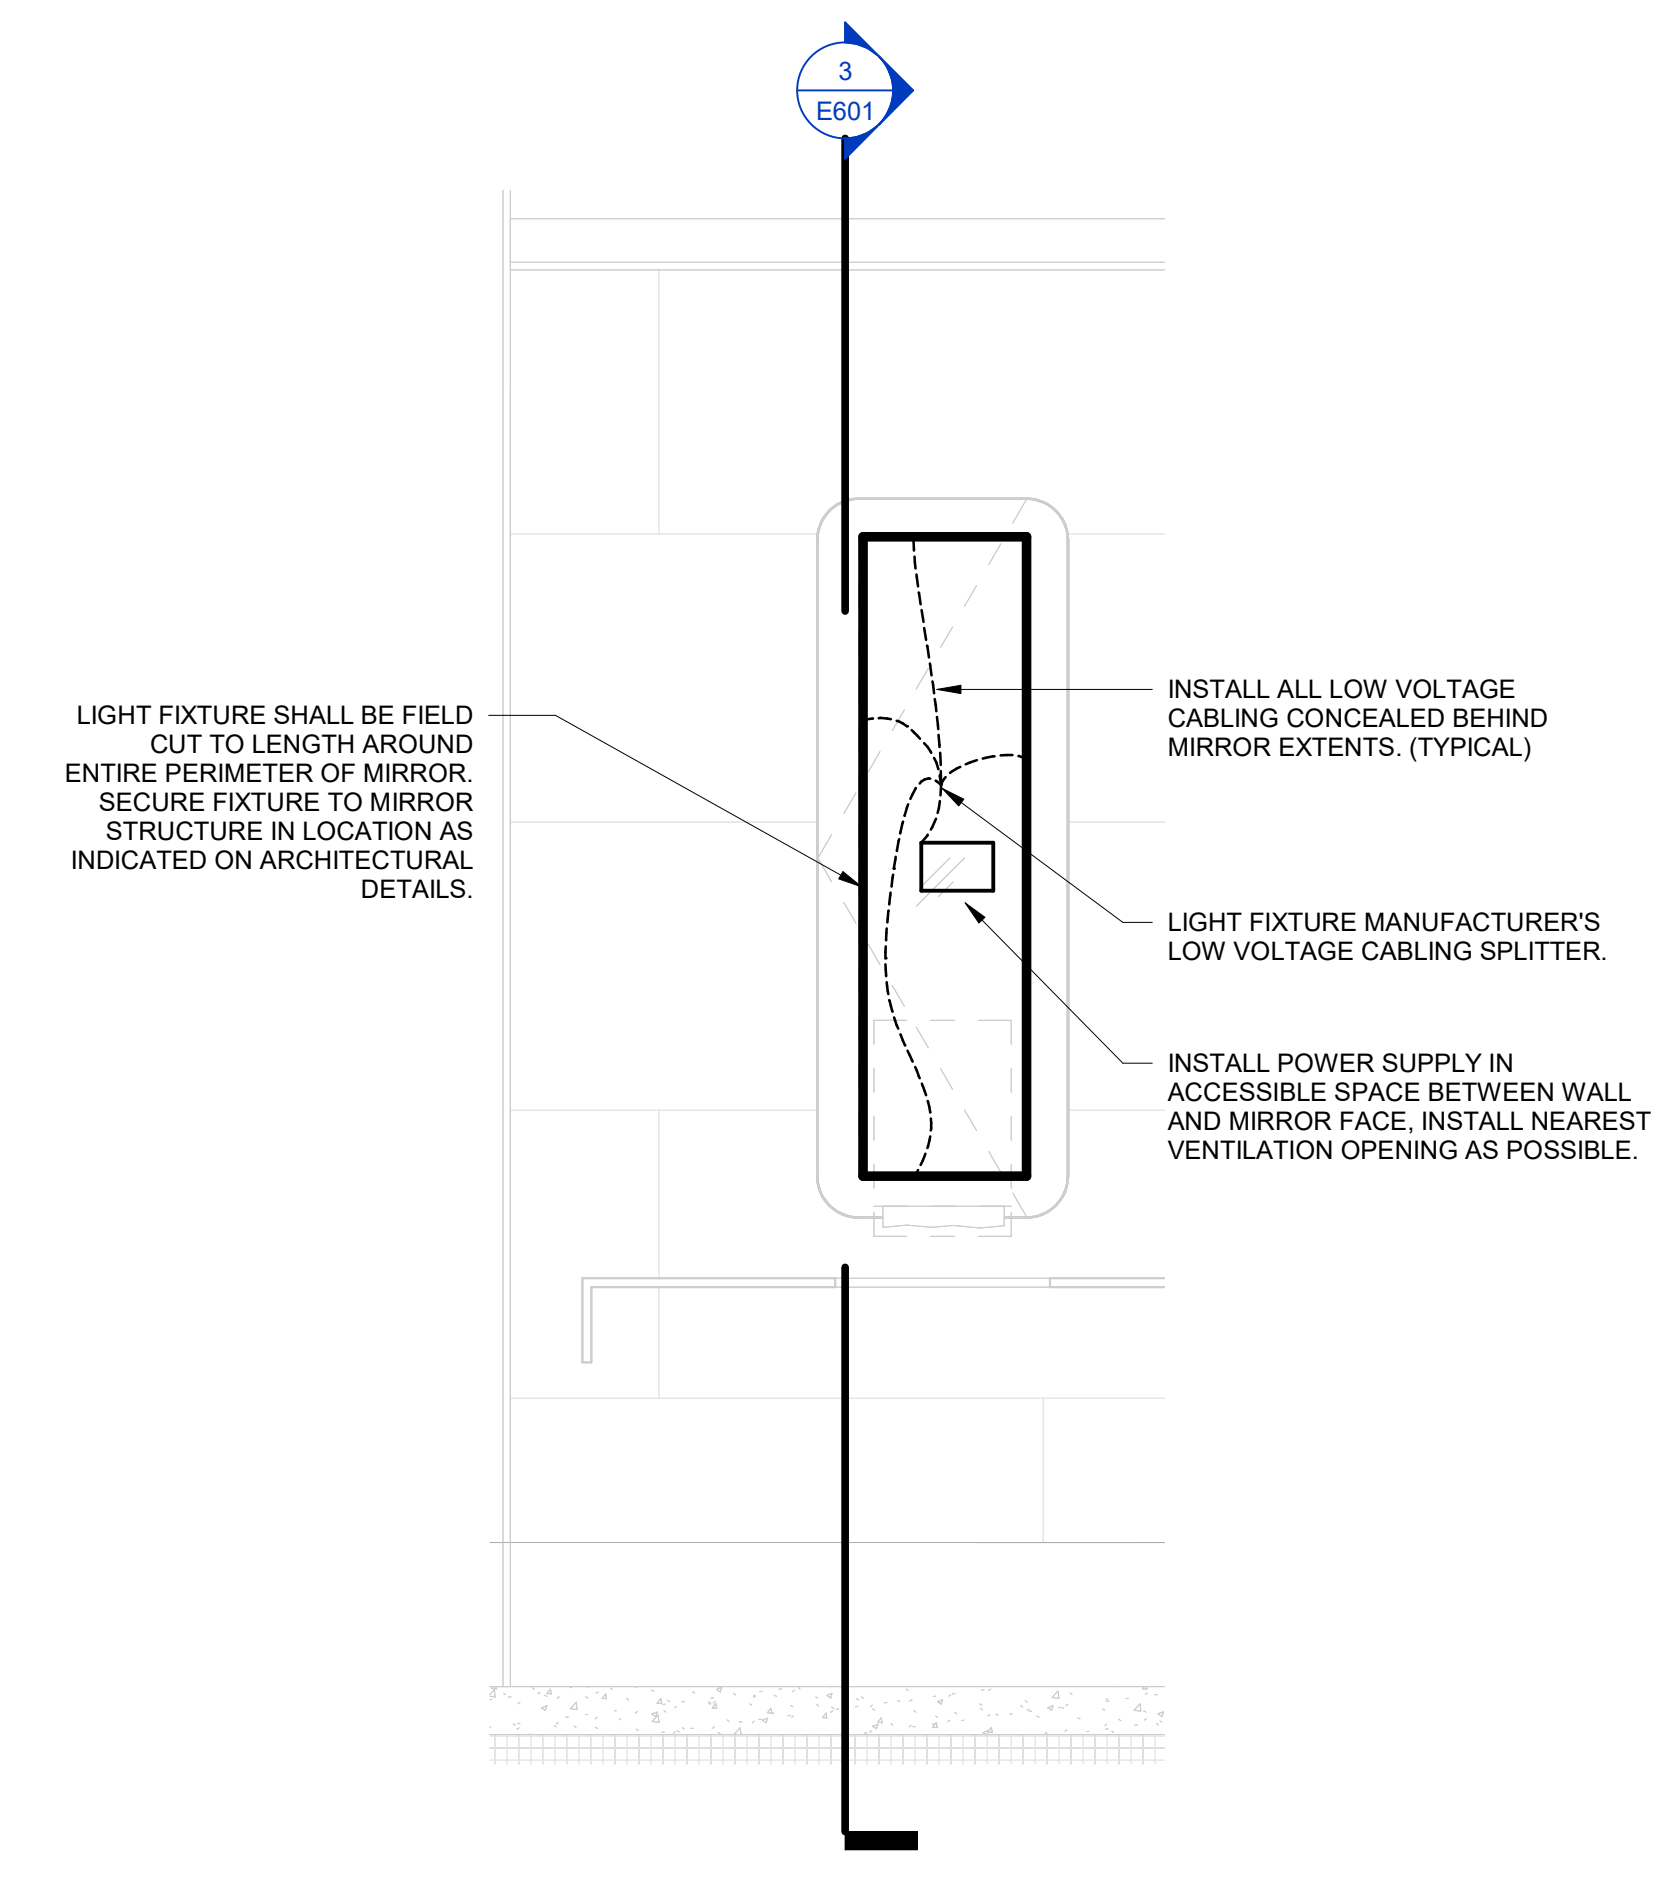 3
E601
LIGHT FIXTURE SHALL BE FIELD
CUT TO LENGTH AROUND
ENTIRE PERIMETER OF MIRROR.
SECURE FIXTURE TO MIRROR
STRUCTURE IN LOCATION AS
INDICATED ON ARCHITECTURAL
DETAILS.
INSTALL ALL LOW VOLTAGE
CABLING CONCEALED BEHIND
MIRROR EXTENTS. (TYPICAL)
LIGHT FIXTURE MANUFACTURER'S
LOW VOLTAGE CABLING SPLITTER.
INSTALL POWER SUPPLY IN
ACCESSIBLE SPACE BETWEEN WALL
AND MIRROR FACE, INSTALL NEAREST
VENTILATION OPENING AS POSSIBLE.